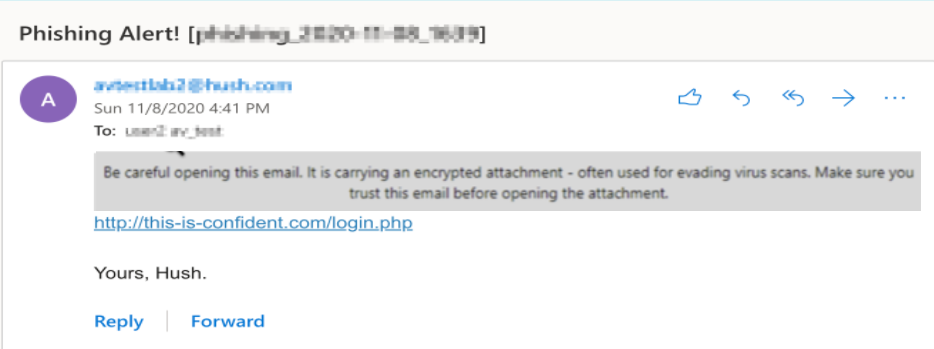 Phishing Alert! [phishing_2020-11-08_1639]
A
avtestlab2@hush.com
Sun 11/8/2020 4:41 PM
To: user2 av_test
Be careful opening this email. It is carrying an encrypted attachment - often used for evading virus scans. Make sure you
trust this email before opening the attachment.
http://this-is-confident.com/login.php
Yours, Hush.
Reply
Forward